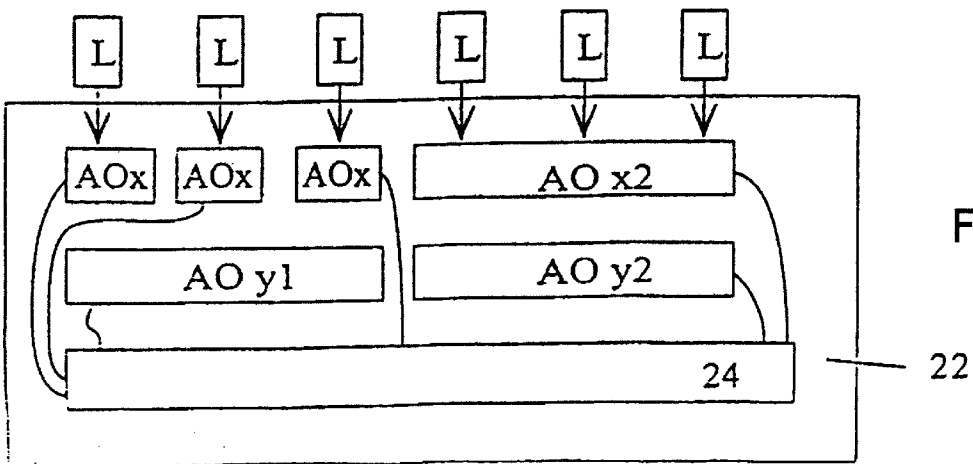 L L L L L L
AOx AOx AOx AO x2
F
AO y1 AO y2
24
22